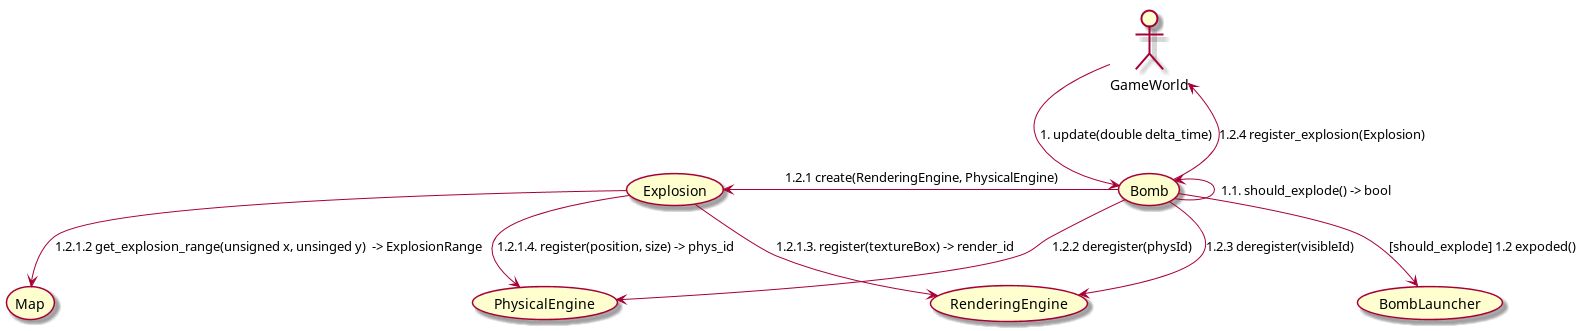 GameWorld
1. update(double delta_time)
1.2.4 register_explosion(Explosion)
1.2.1 create(RenderingEngine, PhysicalEngine)
Explosion
Bomb
1.1. should_explode() -> bool
1.2.1.2 get_explosion_range(unsigned x, unsinged y)  -> ExplosionRange
1.2.1.4. register(position, size) -> phys_id
1.2.1.3. register(textureBox) -> render_id
1.2.2 deregister(physId)
1.2.3 deregister(visibleId)
[should_explode] 1.2 expoded()
Map
PhysicalEngine
RenderingEngine
BombLauncher